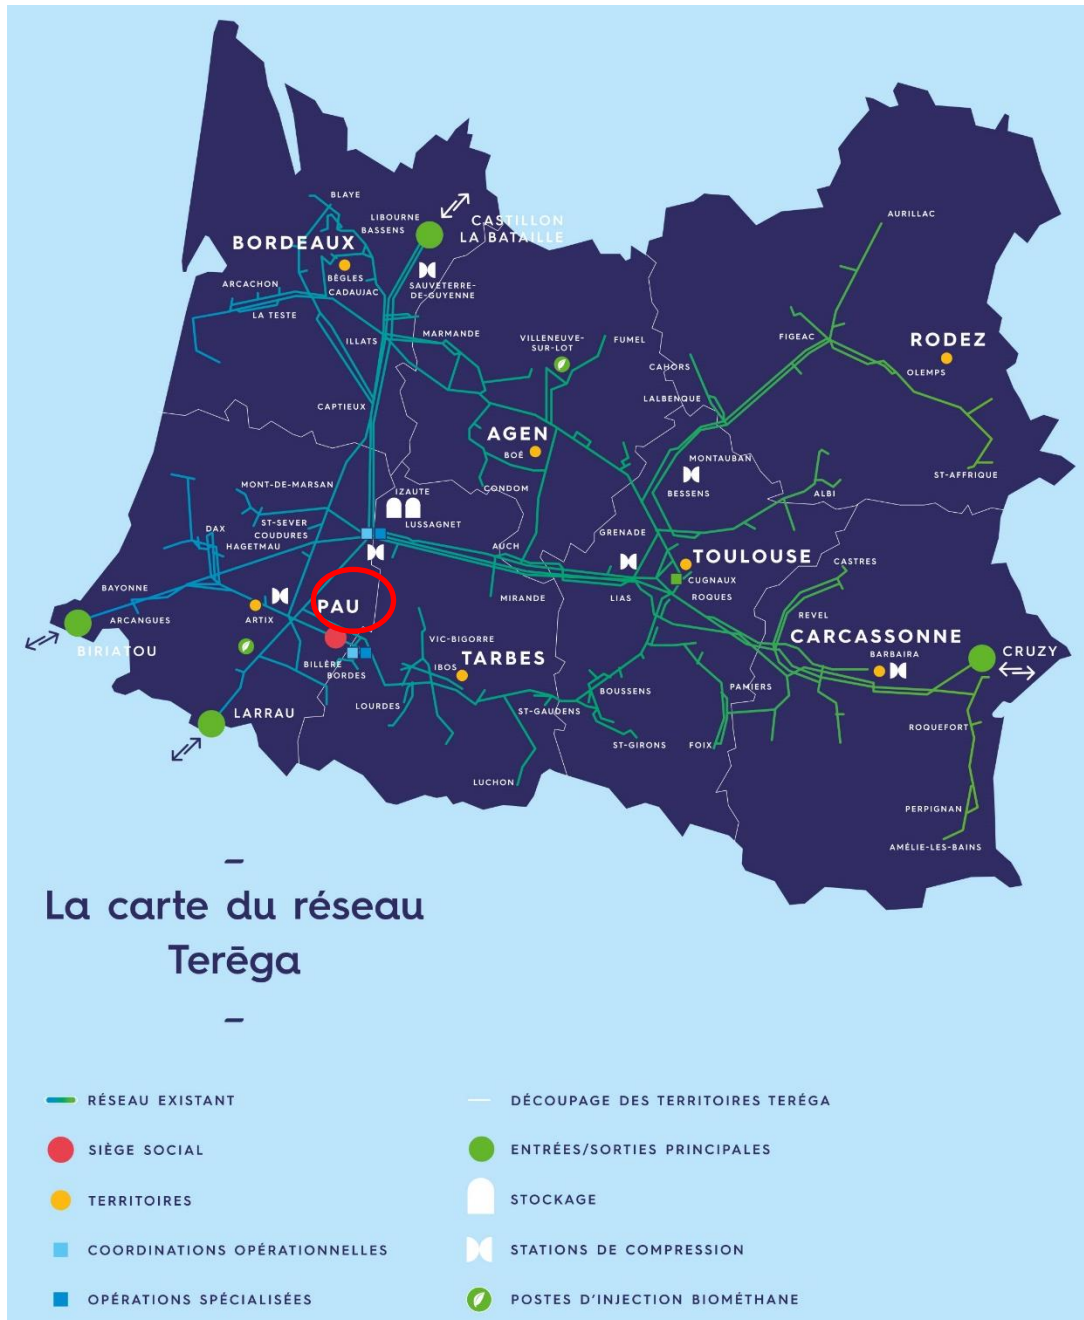 BLAYE
LIBOURNE
BASSENS
CASTILLON
LA BATAILLE
BORDEAUX
BÈGLES
CADAUJAC
SAUVETERRE-
DE-GUYENNE
ARCACHON
LA TESTE
ILLATS
MARMANDE
VILLENEUVE-
SUR-LOT
FUMEL
CAHORS
LALBENQUE
FIGEAC
AURILLAC
RODEZ
OLEMPS
ST-AFFRIQUE
CAPTIEUX
AGEN
BOÉ
CONDOM
MONTAUBAN
BESSENS
ALBI
MONT-DE-MARSAN
IZAUTE
LUSSAGNET
ST-SEVER
COUDURES
DAX
HAGETMAU
AUCH
GRENADE
TOULOUSE
CUGNAUX
ROQUES
CASTRES
BAYONNE
ARCANGUES
BIRIATOU
ARTIX
PAU
MIRANDE
LIAS
REVEL
CARCASSONNE
BARBAIRA
CRUZY
VIC-BIGORRE
IBOS
TARBES
BILLÈRE
BORDES
LOURDES
LARRAU
BOUSSENS
ST-GAUDENS
ST-GIRONS
PAMIERS
FOIX
LUCHON
ROQUEFORT
PERPIGNAN
AMÉLIE-LES-BAINS
La carte du réseau
Terēga
RÉSEAU EXISTANT
SIÈGE SOCIAL
TERRITOIRES
COORDINATIONS OPÉRATIONNELLES
OPÉRATIONS SPÉCIALISÉES
DÉCOUPAGE DES TERRITOIRES TERÉGA
ENTRÉES/SORTIES PRINCIPALES
STOCKAGE
STATIONS DE COMPRESSION
POSTES D'INJECTION BIOMÉTHANE